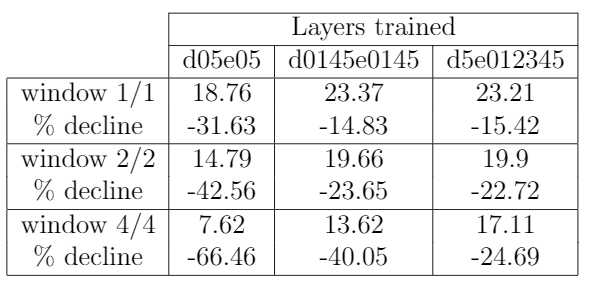 Layers trained
d05e05 d0145e0145 d5e012345
window 1/1 18.76 23.37 23.21
% decline -31.63 -14.83 -15.42
window 2/2 14.79 19.66 19.9
% decline -42.56 -23.65 -22.72
window 4/4 7.62 13.62 17.11
% decline -66.46 -40.05 -24.69